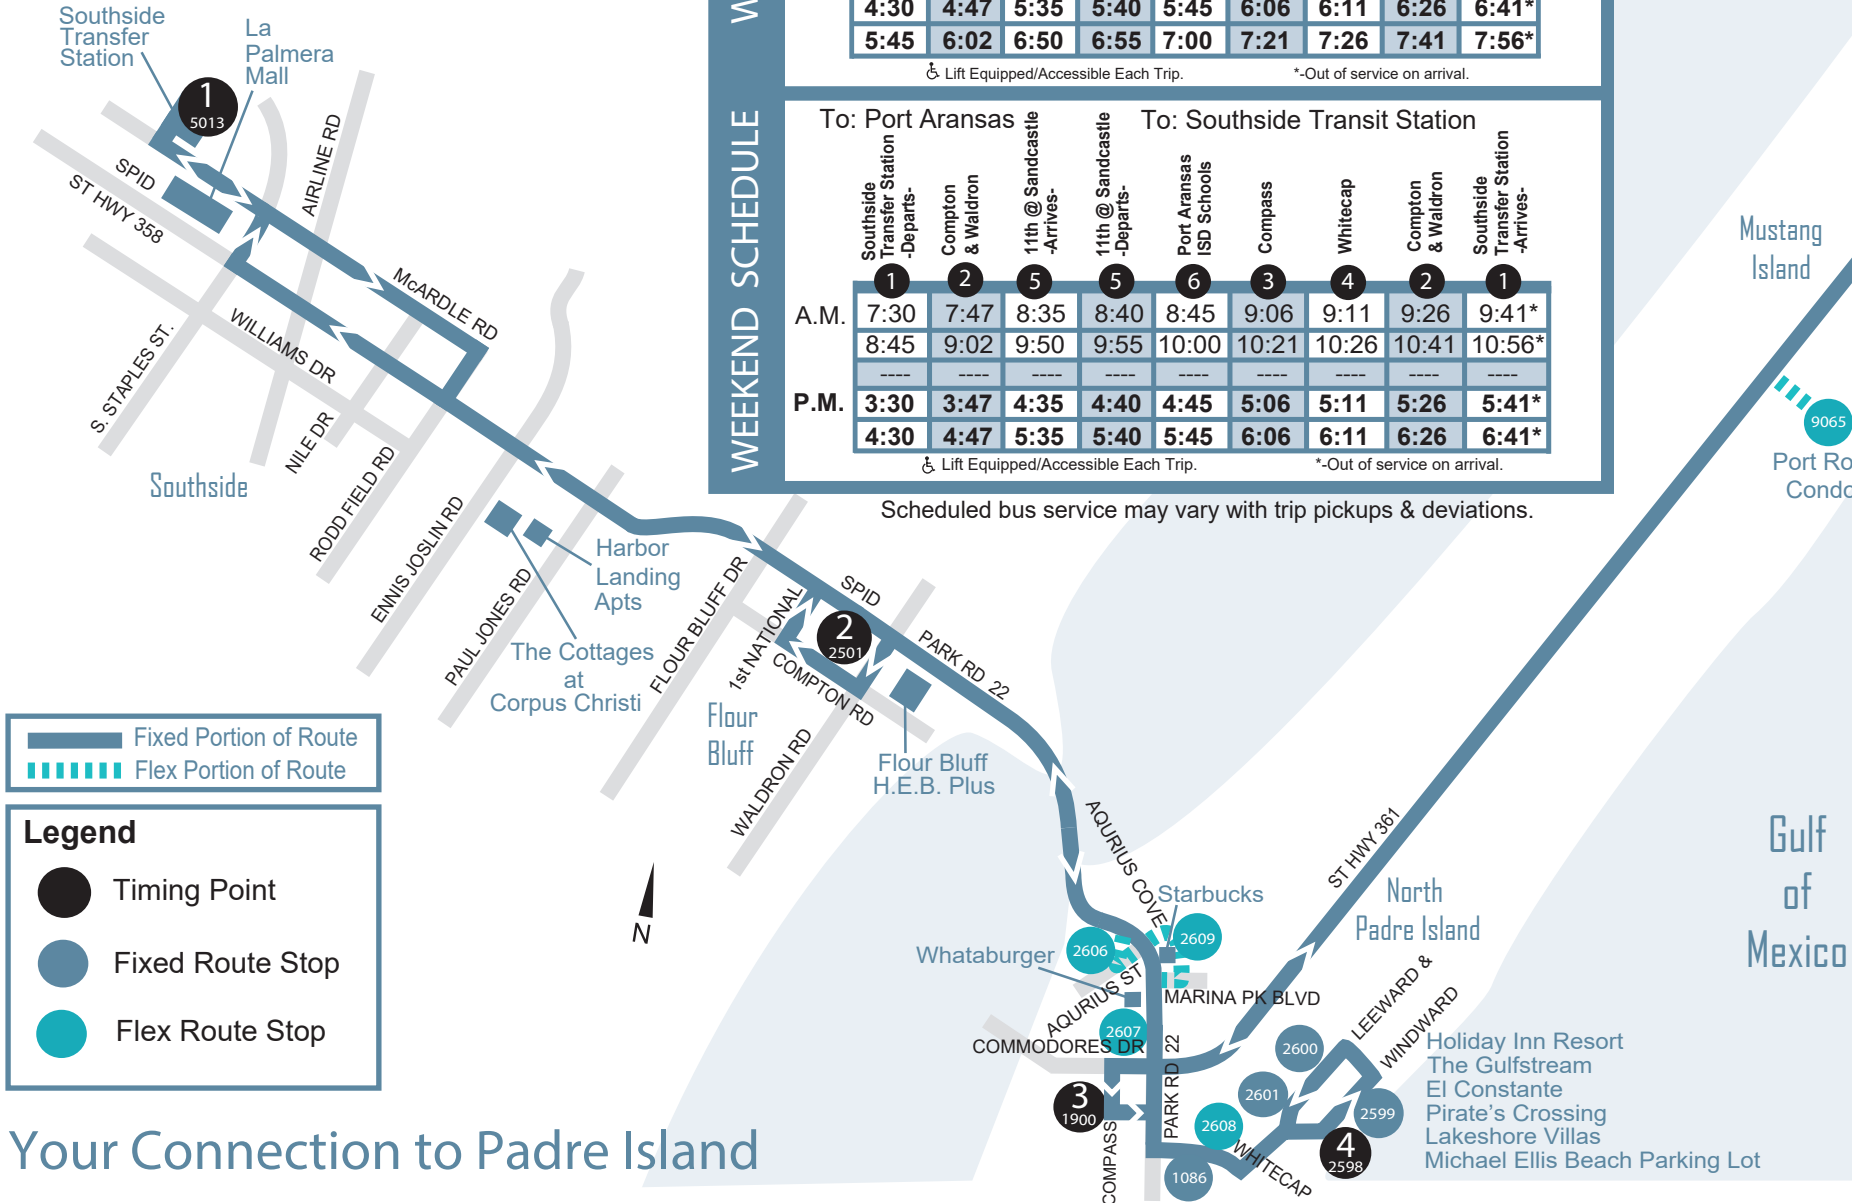 Southside
Transfer
Station
La
Palmera
Mall
1
5013
SPID
ST HWY 358
AIRLINE RD
McARDLE RD
WILLIAMS DR
S. STAPLES ST.
NILE DR
RODD FIELD RD
Southside
ENNIS JOSLIN RD
PAUL JONES RD
Harbor
Landing
Apts
The Cottages
at
Corpus Christi
FLOUR BLUFF DR
1st NATIONAL
SPID
2
2501
COMPTON RD
PARK RD 22
WALDRON RD
Flour
Bluff
Flour Bluff
H.E.B. Plus
4:30 4:47 5:35 5:40 5:45 6:06 6:11 6:26 6:41*
5:45 6:02 6:50 6:55 7:00 7:21 7:26 7:41 7:56*
Lift Equipped/Accessible Each Trip. *-Out of service on arrival.
WEEKEND SCHEDULE
To: Port Aransas To: Southside Transit Station
Southside
Transfer Station
-Departs-
Compton
& Waldron
11th @ Sandcastle
-Arrives-
11th @ Sandcastle
-Departs-
Port Aransas
ISD Schools
Compass
Whitecap
Compton
& Waldron
Southside
Transfer Station
-Arrives-
1 2 5 5 6 3 4 2 1
A.M. 7:30 7:47 8:35 8:40 8:45 9:06 9:11 9:26 9:41*
8:45 9:02 9:50 9:55 10:00 10:21 10:26 10:41 10:56*
---- ---- ---- ---- ---- ---- ---- ---- ----
P.M. 3:30 3:47 4:35 4:40 4:45 5:06 5:11 5:26 5:41*
4:30 4:47 5:35 5:40 5:45 6:06 6:11 6:26 6:41*
Lift Equipped/Accessible Each Trip. *-Out of service on arrival.
Scheduled bus service may vary with trip pickups & deviations.
Mustang
Island
9065
Port Ro
Condo
Fixed Portion of Route
Flex Portion of Route
Legend
Timing Point
Fixed Route Stop
Flex Route Stop
N
AQURIUS COVE
Starbucks
2606
2609
Whataburger
AQURIUS ST
MARINA PK BLVD
2607
COMMODORES DR
PARK RD 22
3
1900
COMPASS
ST HWY 361
North
Padre Island
Gulf
of
Mexico
LEEWARD &
WINDWARD
2600
2601
2599
2608
4
2598
WHITECAP
1086
Holiday Inn Resort
The Gulfstream
El Constante
Pirate's Crossing
Lakeshore Villas
Michael Ellis Beach Parking Lot
Your Connection to Padre Island